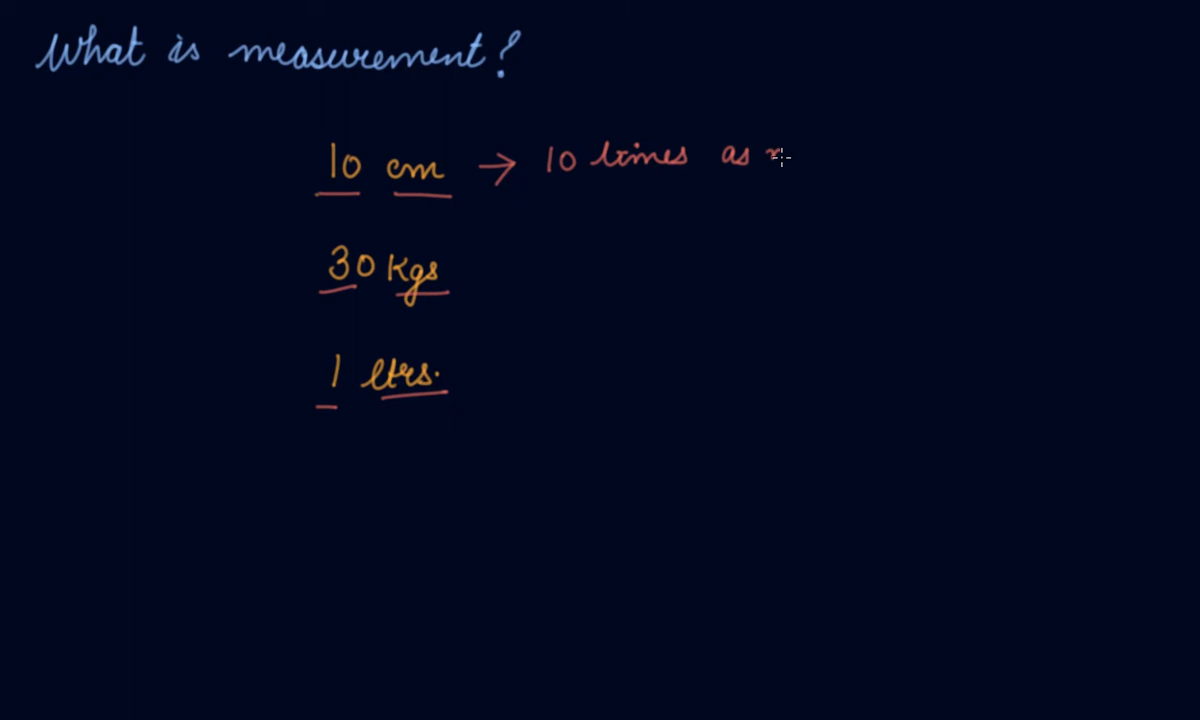 What is measurement?
10 cm → 10 times as
30 Kgs
1 ltrs.